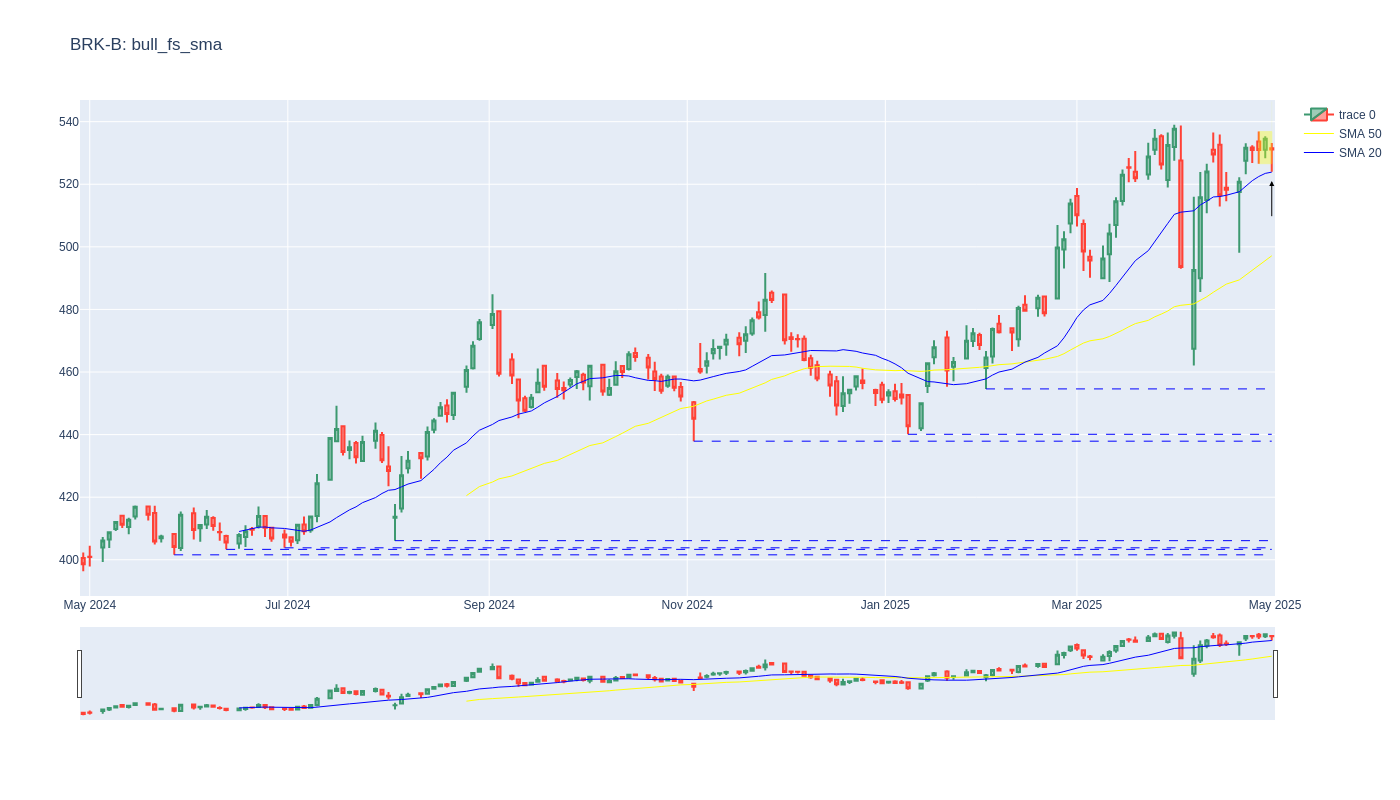 BRK-B: bull_fs_sma
trace 0
SMA 50
SMA 20
540
520
500
480
460
440
420
400
May 2024
Jul 2024
Sep 2024
Nov 2024
Jan 2025
Mar 2025
May 2025